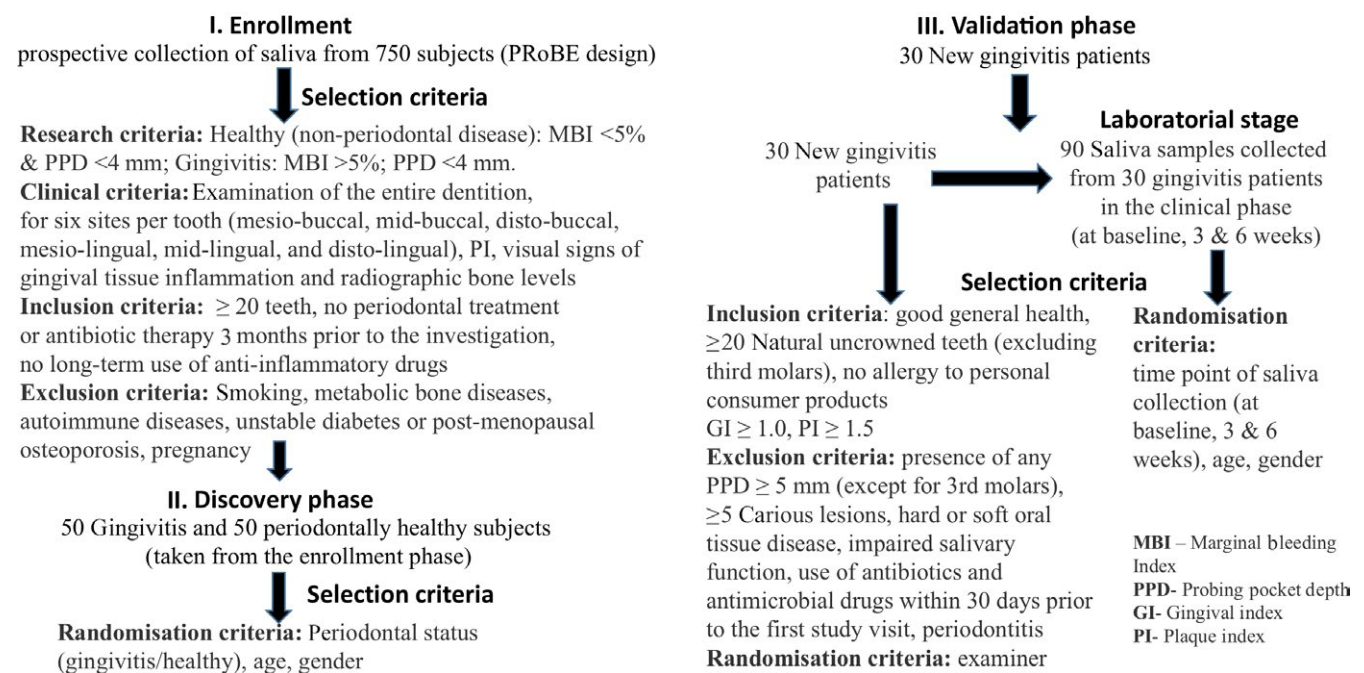 I. Enrollment
prospective collection of saliva from 750 subjects (PRoBE design)
Selection criteria
Research criteria: Healthy (non-periodontal disease): MBI <5%
& PPD <4 mm; Gingivitis: MBI >5%; PPD <4 mm.
Clinical criteria: Examination of the entire dentition,
for six sites per tooth (mesio-buccal, mid-buccal, disto-buccal,
mesio-lingual, mid-lingual, and disto-lingual), PI, visual signs of
gingival tissue inflammation and radiographic bone levels
Inclusion criteria: ≥ 20 teeth, no periodontal treatment
or antibiotic therapy 3 months prior to the investigation,
no long-term use of anti-inflammatory drugs
Exclusion criteria: Smoking, metabolic bone diseases,
autoimmune diseases, unstable diabetes or post-menopausal
osteoporosis, pregnancy
II. Discovery phase
50 Gingivitis and 50 periodontally healthy subjects
(taken from the enrollment phase)
Selection criteria
Randomisation criteria: Periodontal status
(gingivitis/healthy), age, gender
III. Validation phase
30 New gingivitis patients
30 New gingivitis
patients
Laboratorial stage
90 Saliva samples collected
from 30 gingivitis patients
in the clinical phase
(at baseline, 3 & 6 weeks)
Selection criteria
Inclusion criteria: good general health,
≥20 Natural uncrowned teeth (excluding
third molars), no allergy to personal
consumer products
GI ≥ 1.0, PI ≥ 1.5
Exclusion criteria: presence of any
PPD ≥ 5 mm (except for 3rd molars),
≥5 Carious lesions, hard or soft oral
tissue disease, impaired salivary
function, use of antibiotics and
antimicrobial drugs within 30 days prior
to the first study visit, periodontitis
Randomisation criteria: examiner
Randomisation
criteria:
time point of saliva
collection (at
baseline, 3 & 6
weeks), age, gender
MBI – Marginal bleeding
Index
PPD- Probing pocket depth
GI- Gingival index
PI- Plaque index